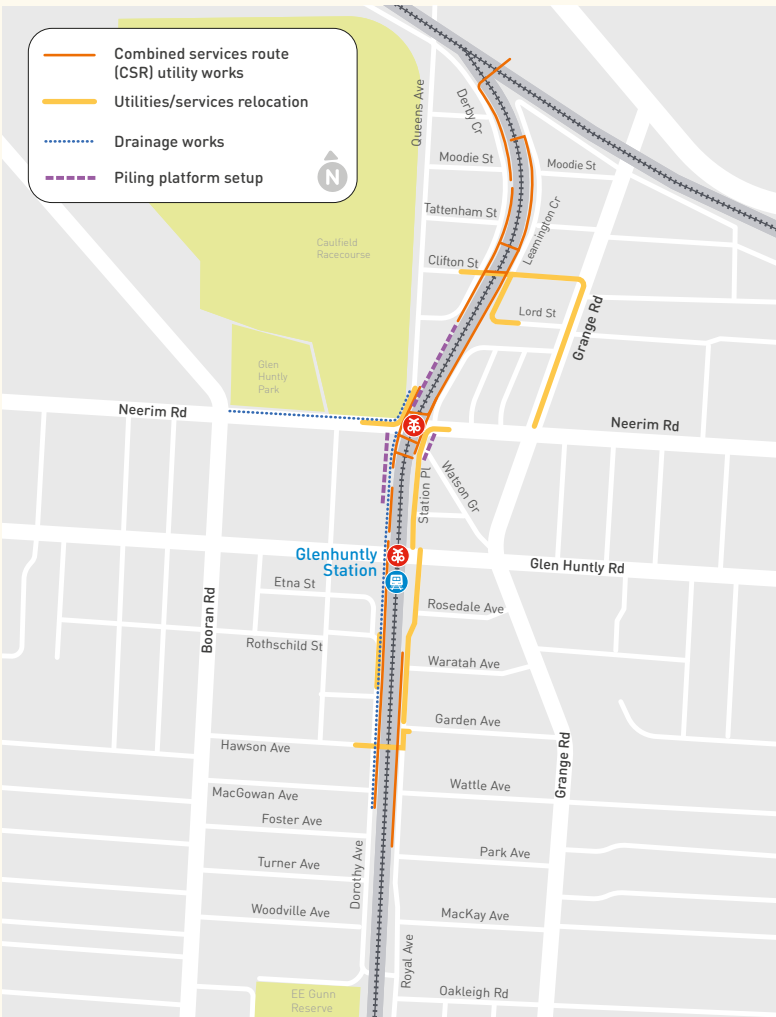 Combined services route
(CSR) utility works
Utilities/services relocation
Drainage works
Piling platform setup
N
Queens Ave
Derby Cr
Moodie St
Moodie St
Tattenham St
Leamington Cr
Caulfield
Racecourse
Clifton St
Lord St
Grange Rd
Glen
Huntly
Park
Neerim Rd
Neerim Rd
Station Pl
Watson Gr
Glenhuntly
Station
Glen Huntly Rd
Etna St
Rosedale Ave
Booran Rd
Rothschild St
Waratah Ave
Garden Ave
Hawson Ave
Grange Rd
Wattle Ave
MacGowan Ave
Foster Ave
Park Ave
Turner Ave
Dorothy Ave
Woodville Ave
MacKay Ave
Royal Ave
EE Gunn
Reserve
Oakleigh Rd